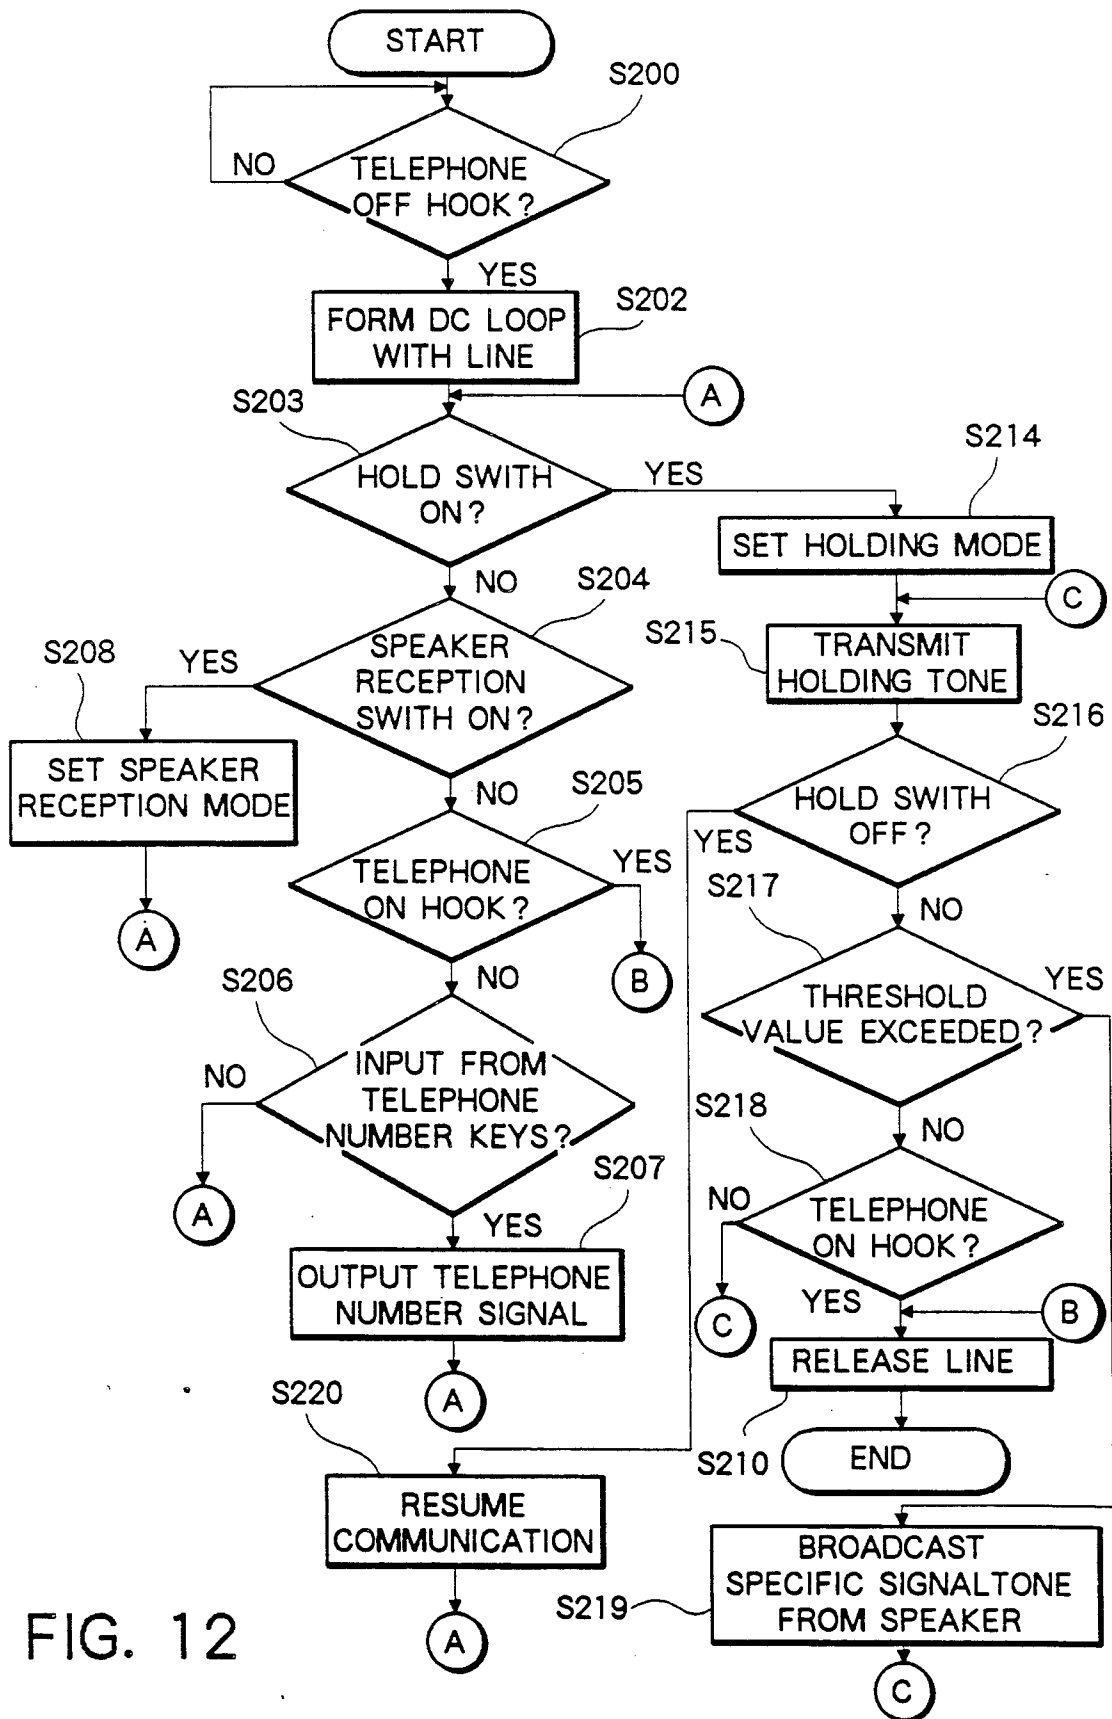 START
S200
TELEPHONE
OFF HOOK?
NO
YES
FORM DC LOOP
WITH LINE
S202
A
S203
HOLD SWITH
ON?
YES
NO
S214
SET HOLDING MODE
C
S204
SPEAKER
RECEPTION
SWITH ON?
YES
NO
S208
SET SPEAKER
RECEPTION MODE
A
S215
TRANSMIT
HOLDING TONE
S216
HOLD SWITH
OFF?
YES
NO
S205
TELEPHONE
ON HOOK?
YES
B
NO
S217
THRESHOLD
VALUE EXCEEDED?
YES
NO
S206
INPUT FROM
TELEPHONE
NUMBER KEYS?
NO
A
YES
S207
OUTPUT TELEPHONE
NUMBER SIGNAL
A
S218
TELEPHONE
ON HOOK?
NO
C
YES
B
RELEASE LINE
S210
END
S220
RESUME
COMMUNICATION
A
BROADCAST
SPECIFIC SIGNALTONE
FROM SPEAKER
S219
C
FIG. 12